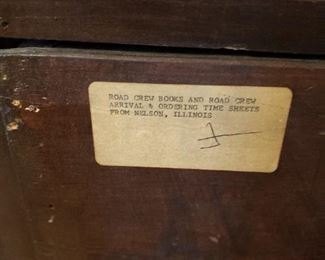 ROAD CREW BOOKS AND ROAD CREW
ARRIVAL & ORDERING TIME SHEETS
FROM NELSON, ILLINOIS